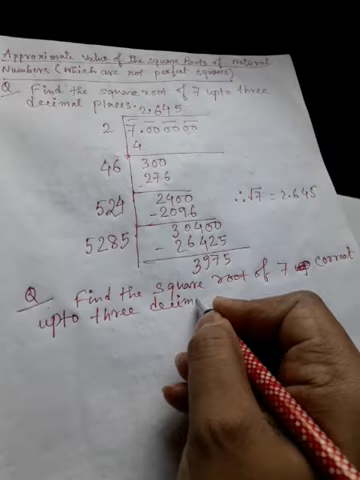 Approximate value of the square Roots of natural
Numbers (which are not perfect squares)
Q Find the square root of 7 upto three
decimal places.
2.645
2 7.000000
4
46 300
- 276
524 2400
- 2096
∴ √7 = 2.645
5285 30400
- 26425
3975
Q Find the square root of 7 correct
upto three decim